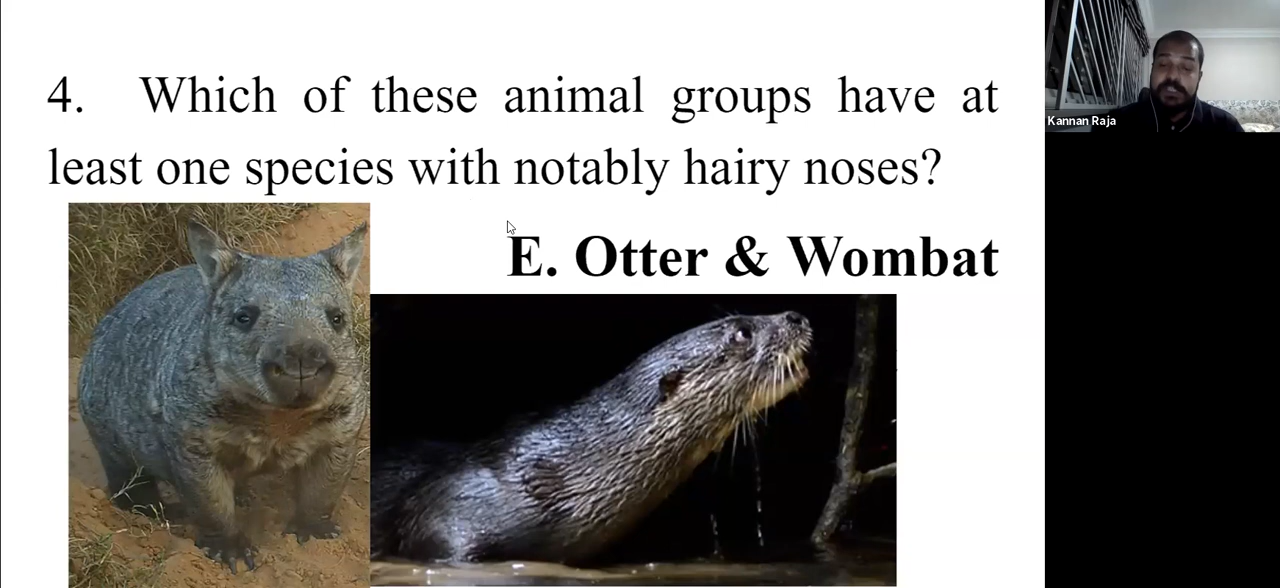 4. Which of these animal groups have at
least one species with notably hairy noses?
E. Otter & Wombat
Kannan Raja